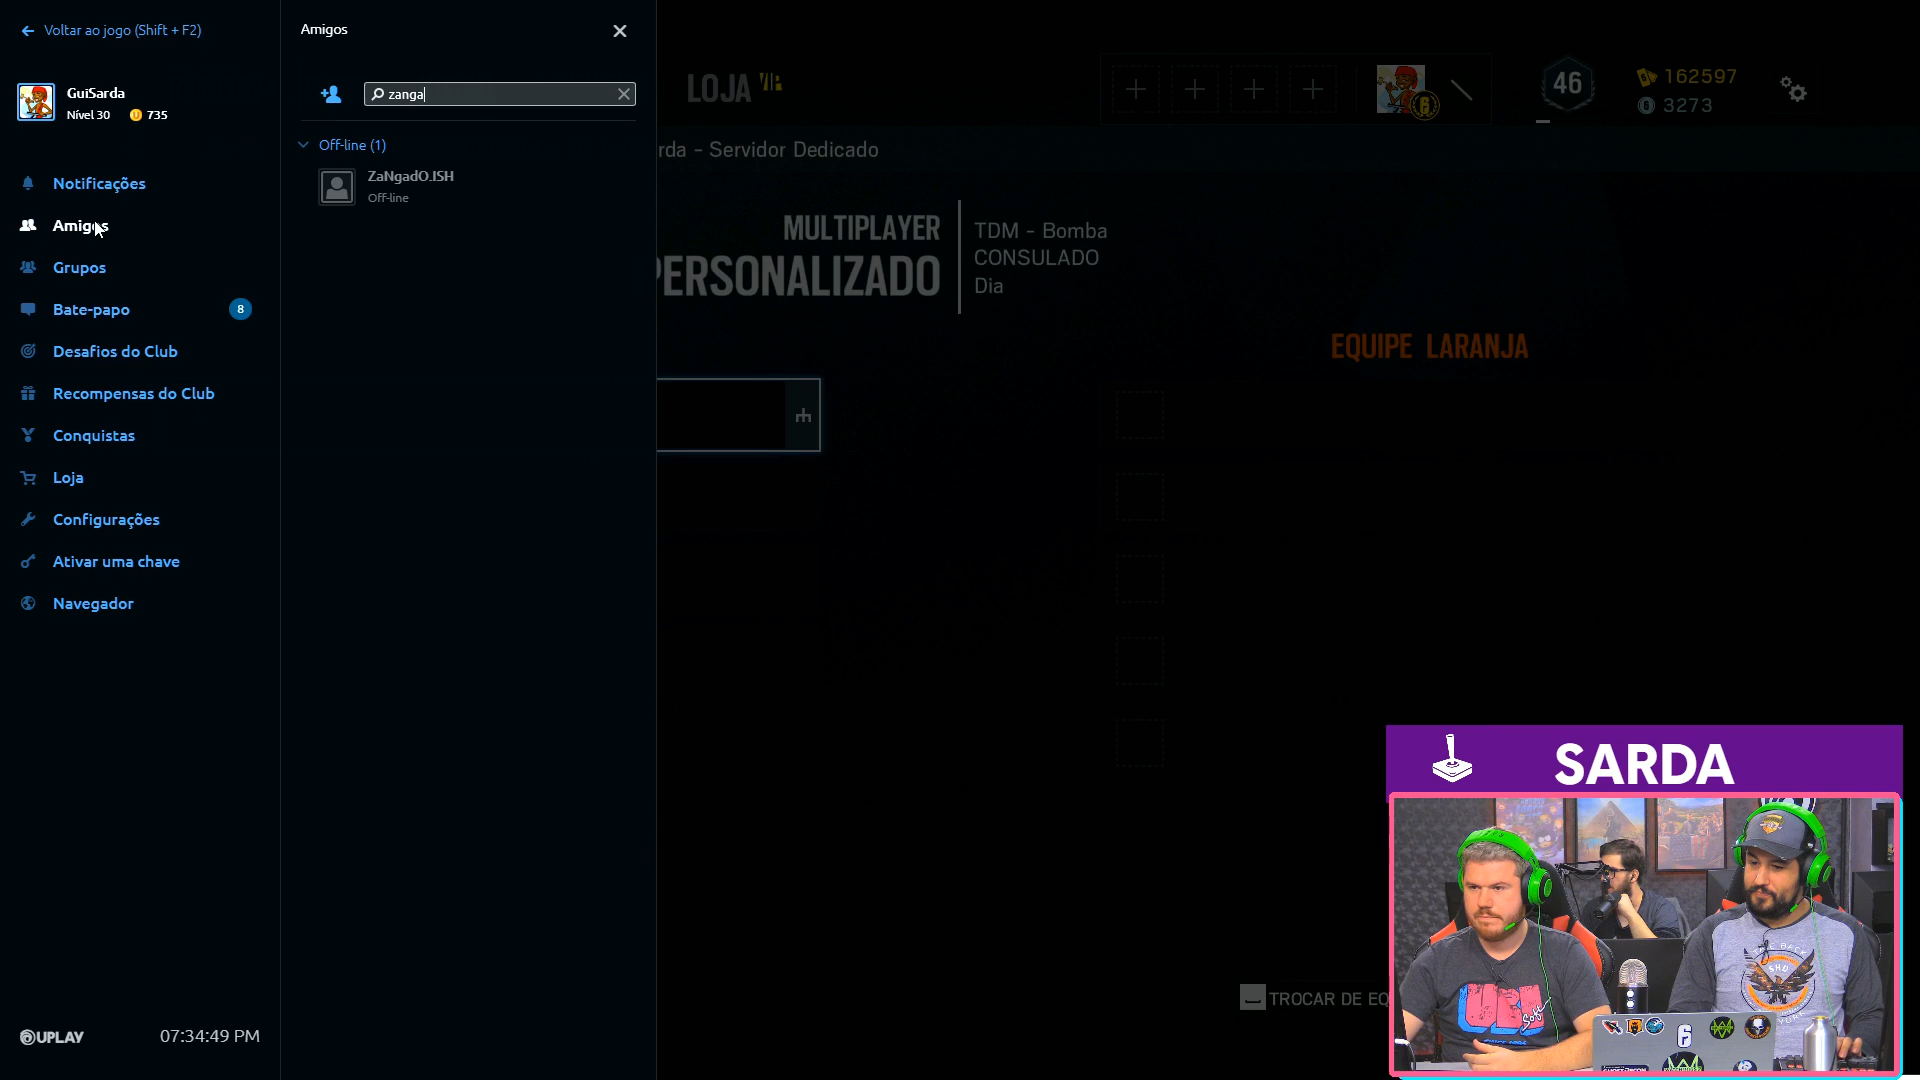 Voltar ao jogo (Shift + F2)
GuiSarda
Nível 30
735
Notificações
Amigos
Grupos
Bate-papo
8
Desafios do Club
Recompensas do Club
Conquistas
Loja
Configurações
Ativar uma chave
Navegador
UPLAY
07:34:49 PM
Amigos
zanga
Off-line (1)
ZaNgadO.ISH
Off-line
LOJA
46
162597
3273
rda - Servidor Dedicado
MULTIPLAYER
PERSONALIZADO
TDM - Bomba
CONSULADO
Dia
EQUIPE LARANJA
TROCAR DE EQ
SARDA
SHD